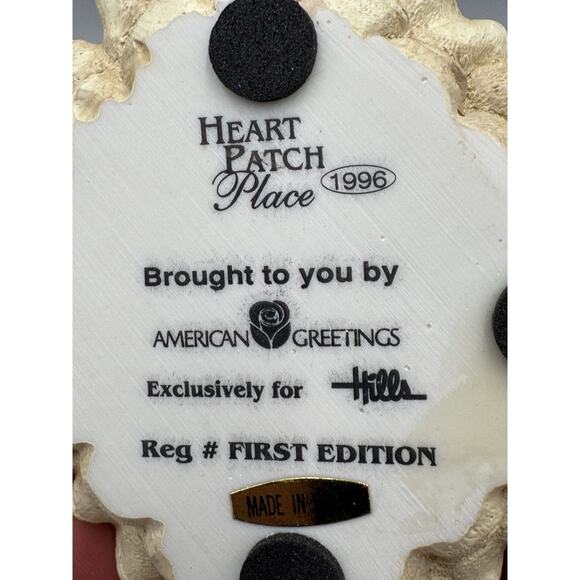 HEART
PATCH
Place 1996
Brought to you by
AMERICAN GREETINGS
Exclusively for Hills
Reg # FIRST EDITION
MADE IN